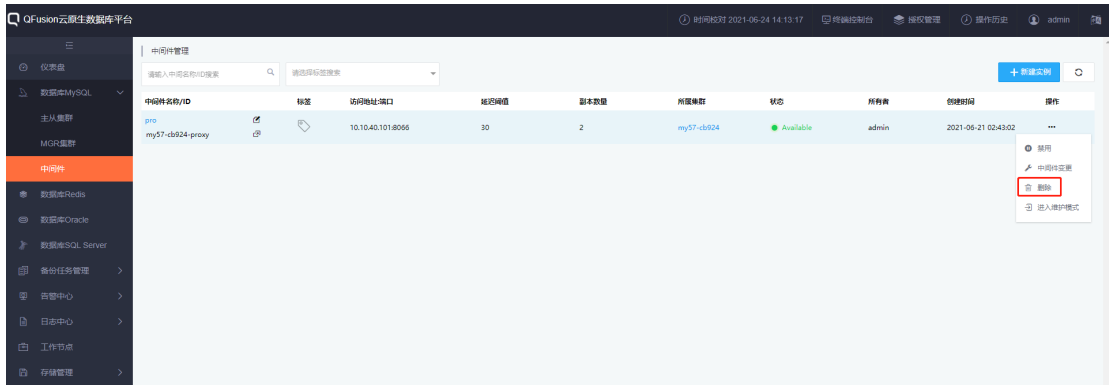 QFusion云原生数据库平台
时间校对 2021-06-24 14:13:17
终端控制台
授权管理
操作历史
admin
仪表盘
数据库MySQL
主从集群
MGR集群
中间件
数据库Redis
数据库Oracle
数据库SQL Server
备份任务管理
告警中心
日志中心
工作节点
存储管理
中间件管理
请输入中间名称/ID搜索
请选择标签搜索
新建实例
中间件名称/ID 标签 访问地址:端口 延迟阈值 副本数量 所属集群 状态 所有者 创建时间 操作
pro
my57-cb924-proxy
10.10.40.101:8066 30 2 my57-cb924 Available admin 2021-06-21 02:43:02
禁用
中间件变更
删除
进入维护模式